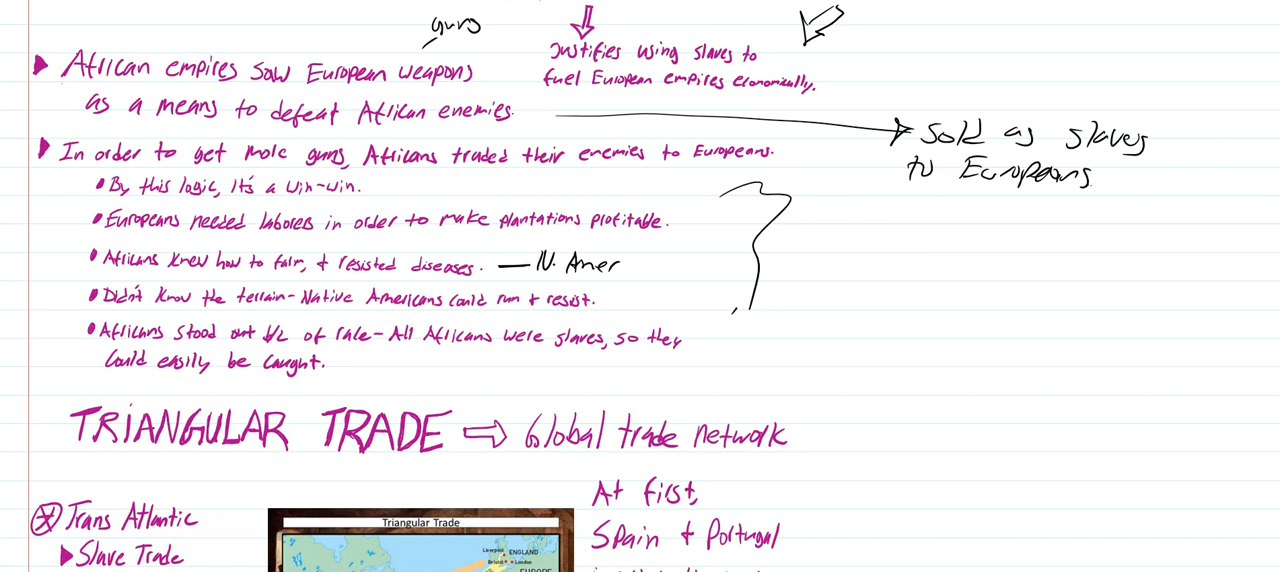 guns
Justifies using slaves to
fuel European empires economically.
African empires saw European weapons
as a means to defeat African enemies.
sold as slaves
to Europeans
In order to get more guns, Africans traded their enemies to Europeans.
By this logic, it's a win-win.
Europeans needed laborers in order to make plantations profitable.
Africans knew how to farm, + resisted diseases. — N. Amer
Didn't know the terrain - Native Americans could run + resist.
Africans stood out b/c of race - All Africans were slaves, so they
could easily be caught.
TRIANGULAR TRADE ⇨ Global trade network
At first,
Spain + Portugal
Trans Atlantic
Slave Trade
Triangular Trade
Liverpool
ENGLAND
Bristol
London